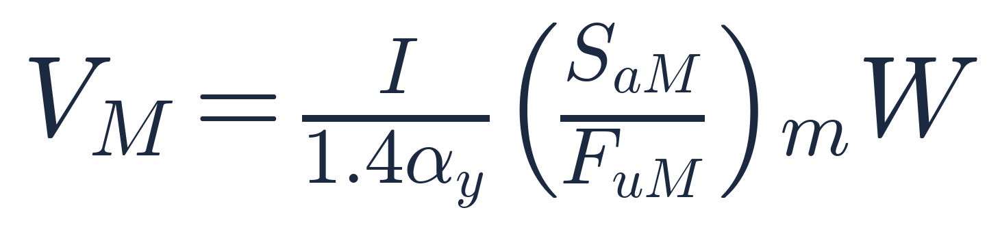 $V_M = \frac{I}{1.4\alpha_y} \left( \frac{S_{aM}}{F_{uM}} \right)_m W$